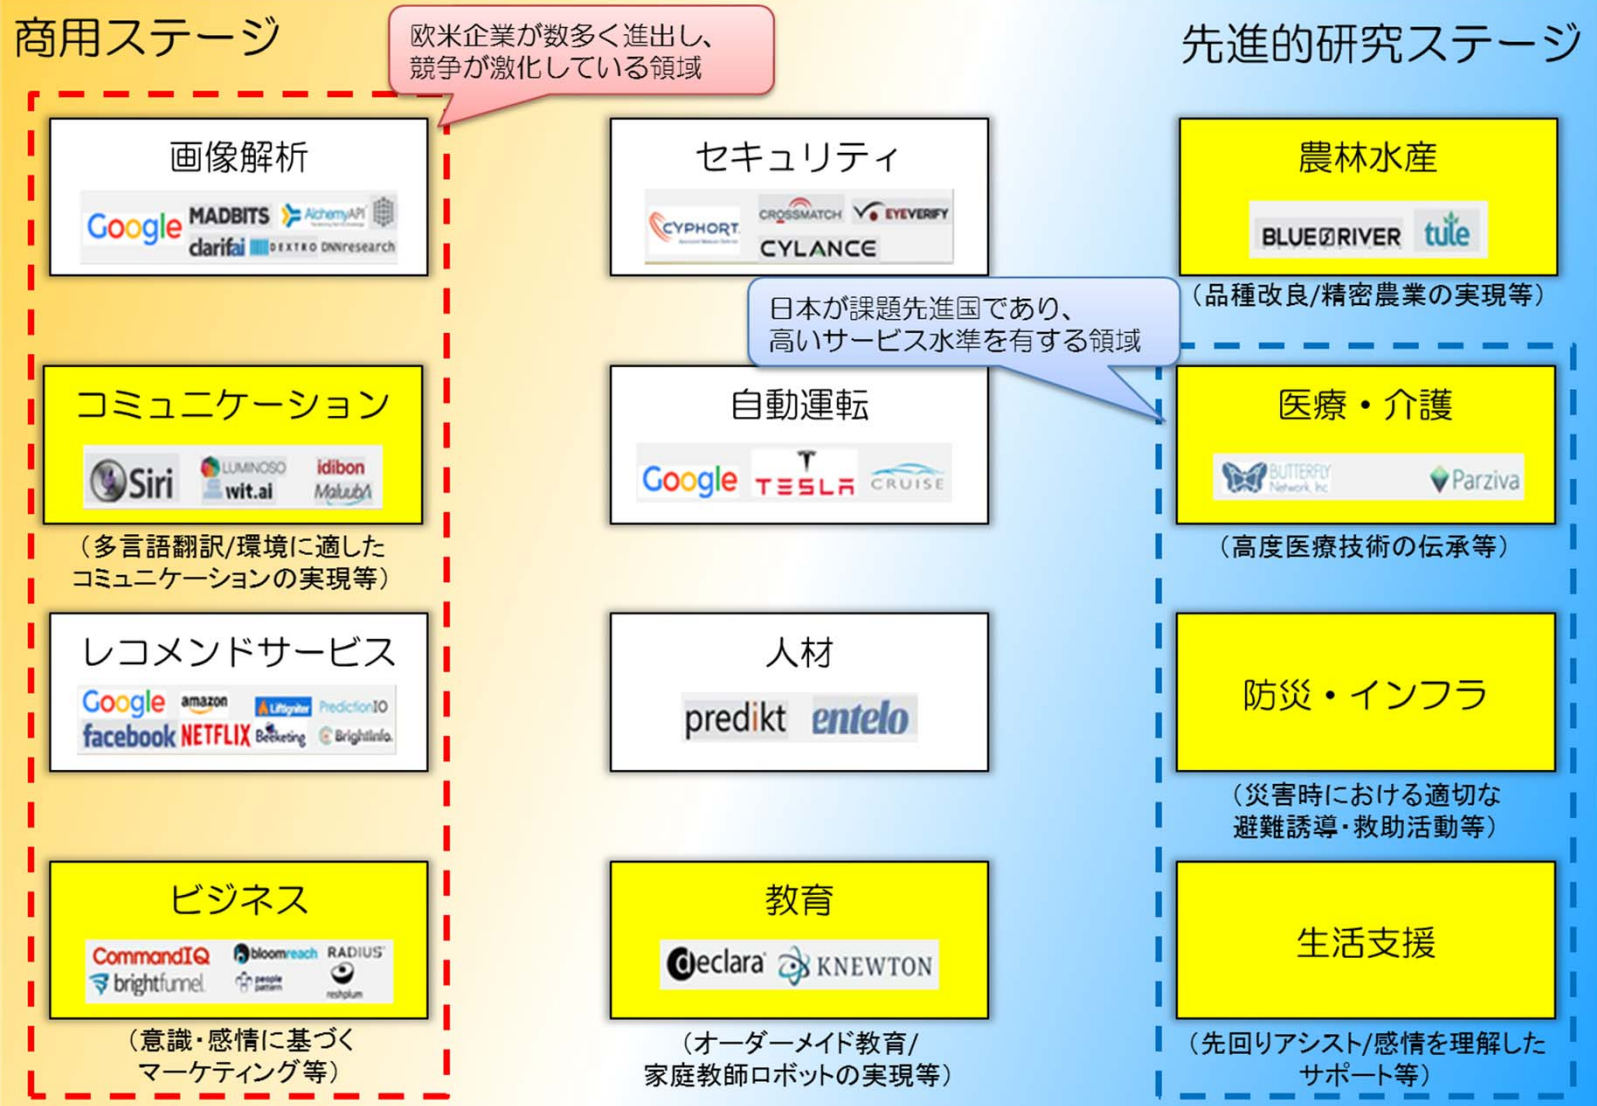 商用ステージ
欧米企業が数多く進出し、
競争が激化している領域
先進的研究ステージ
画像解析
Google
MADBITS
AlchemyAPI
clarifai
DEXTRO
DNNresearch
セキュリティ
CYPHORT
CROSSMATCH
EYEVERIFY
CYLANCE
農林水産
BLUE RIVER
tule
(品種改良/精密農業の実現等)
日本が課題先進国であり、
高いサービス水準を有する領域
コミュニケーション
Siri
LUMINOSO
idibon
wit.ai
Maluuba
(多言語翻訳/環境に適した
コミュニケーションの実現等)
自動運転
Google
TESLA
CRUISE
医療・介護
BUTTERFLY
Network, Inc
Parziva
(高度医療技術の伝承等)
レコメンドサービス
Google
amazon
LiftIgniter
PredictionIO
facebook
NETFLIX
Beeketing
BrightInfo.
人材
predikt
entelo
防災・インフラ
(災害時における適切な
避難誘導・救助活動等)
ビジネス
CommandIQ
bloomreach
RADIUS
brightfunnel
people
pattern
reshplum
(意識・感情に基づく
マーケティング等)
教育
declara
KNEWTON
(オーダーメイド教育/
家庭教師ロボットの実現等)
生活支援
(先回りアシスト/感情を理解した
サポート等)